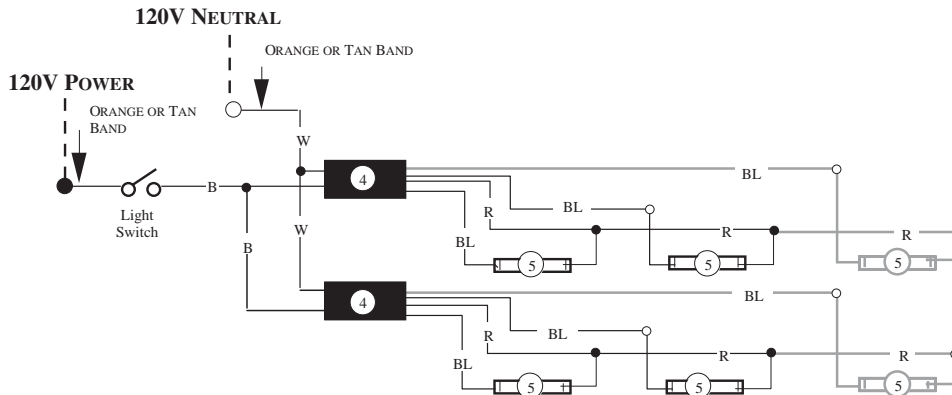 120V NEUTRAL
ORANGE OR TAN BAND
120V POWER
ORANGE OR TAN
BAND
W
4
BL
B
Light
Switch
R
BL
R
R
B
W
BL
5
5
5
4
BL
R
BL
R
R
BL
5
5
5